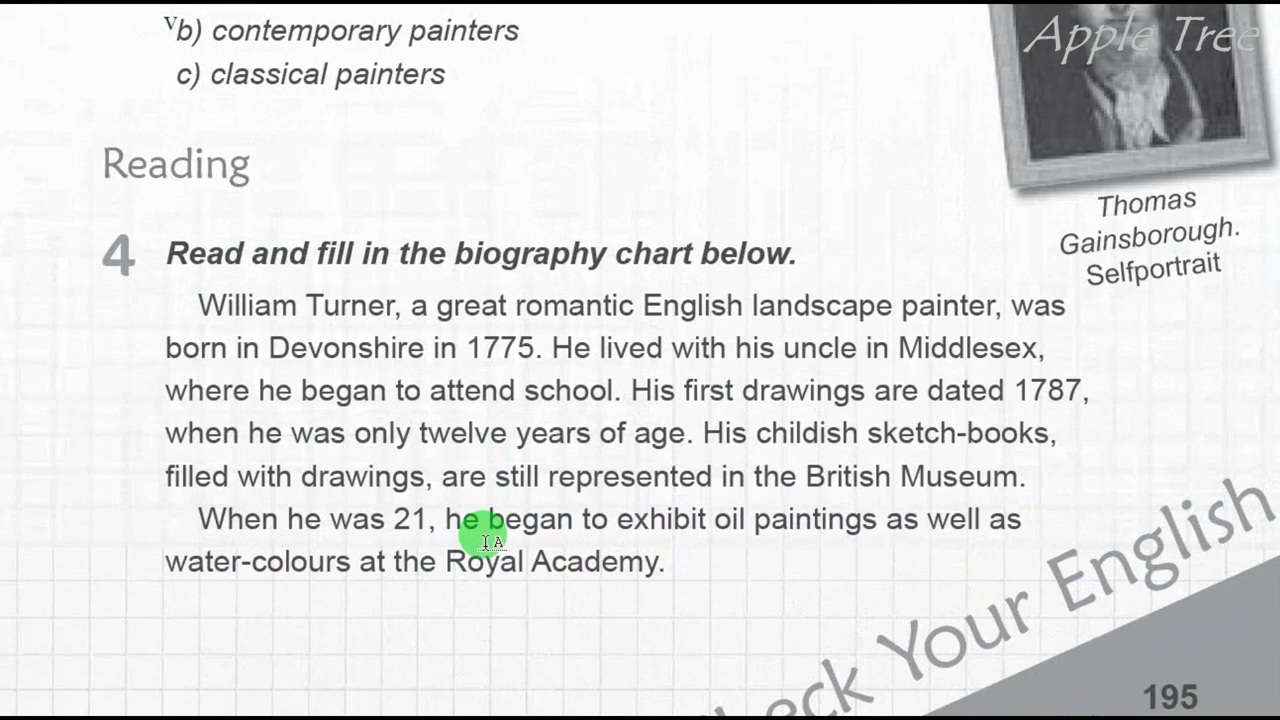 Vb) contemporary painters
c) classical painters
Apple Tree
Reading
Thomas
Gainsborough.
Selfportrait
4 Read and fill in the biography chart below.
William Turner, a great romantic English landscape painter, was
born in Devonshire in 1775. He lived with his uncle in Middlesex,
where he began to attend school. His first drawings are dated 1787,
when he was only twelve years of age. His childish sketch-books,
filled with drawings, are still represented in the British Museum.
When he was 21, he began to exhibit oil paintings as well as
water-colours at the Royal Academy.
Your English
195